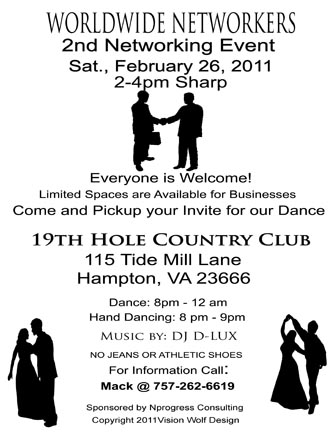 WORLDWIDE NETWORKERS
2nd Networking Event
Sat., February 26, 2011
2-4pm Sharp
Everyone is Welcome!
Limited Spaces are Available for Businesses
Come and Pickup your Invite for our Dance
19TH HOLE COUNTRY CLUB
115 Tide Mill Lane
Hampton, VA 23666
Dance: 8pm - 12 am
Hand Dancing: 8 pm - 9pm
MUSIC BY: DJ D-LUX
NO JEANS OR ATHLETIC SHOES
For Information Call:
Mack @ 757-262-6619
Sponsored by Nprogress Consulting
Copyright 2011Vision Wolf Design